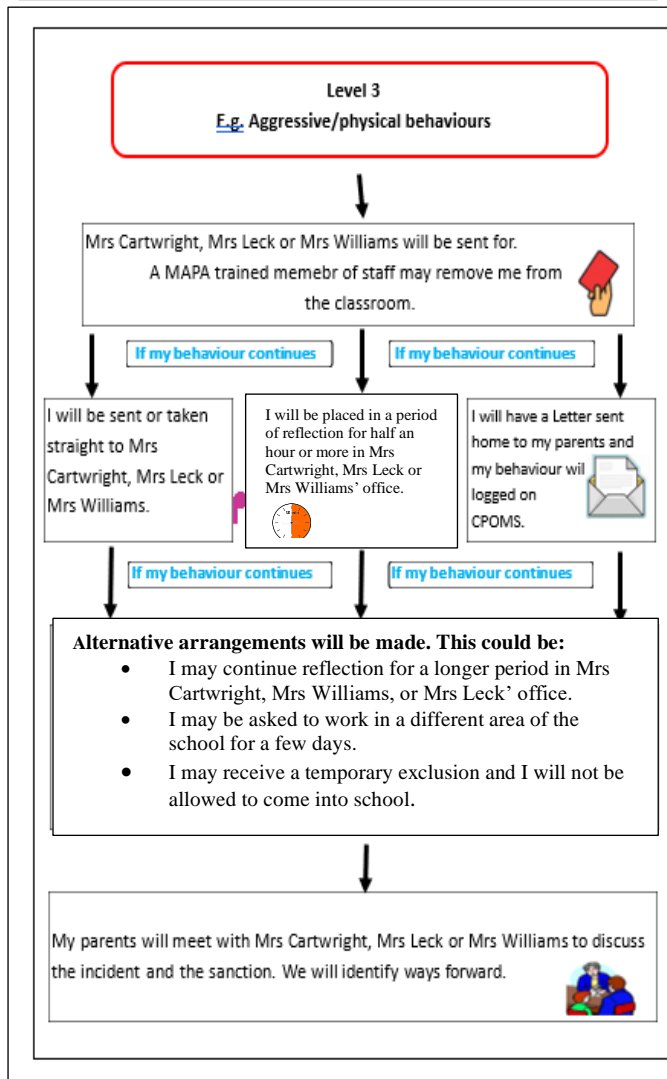 Level 3
E.g. Aggressive/physical behaviours
Mrs Cartwright, Mrs Leck or Mrs Williams will be sent for.
A MAPA trained memebr of staff may remove me from
the classroom.
If my behaviour continues
If my behaviour continues
I will be sent or taken
straight to Mrs
Cartwright, Mrs Leck or
Mrs Williams.
I will be placed in a period
of reflection for half an
hour or more in Mrs
Cartwright, Mrs Leck or
Mrs Williams’ office.
I will have a Letter sent
home to my parents and
my behaviour wil
logged on
CPOMS.
If my behaviour continues
If my behaviour continues
Alternative arrangements will be made. This could be:
• I may continue reflection for a longer period in Mrs
Cartwright, Mrs Williams, or Mrs Leck’ office.
• I may be asked to work in a different area of the
school for a few days.
• I may receive a temporary exclusion and I will not be
allowed to come into school.
My parents will meet with Mrs Cartwright, Mrs Leck or Mrs Williams to discuss
the incident and the sanction. We will identify ways forward.